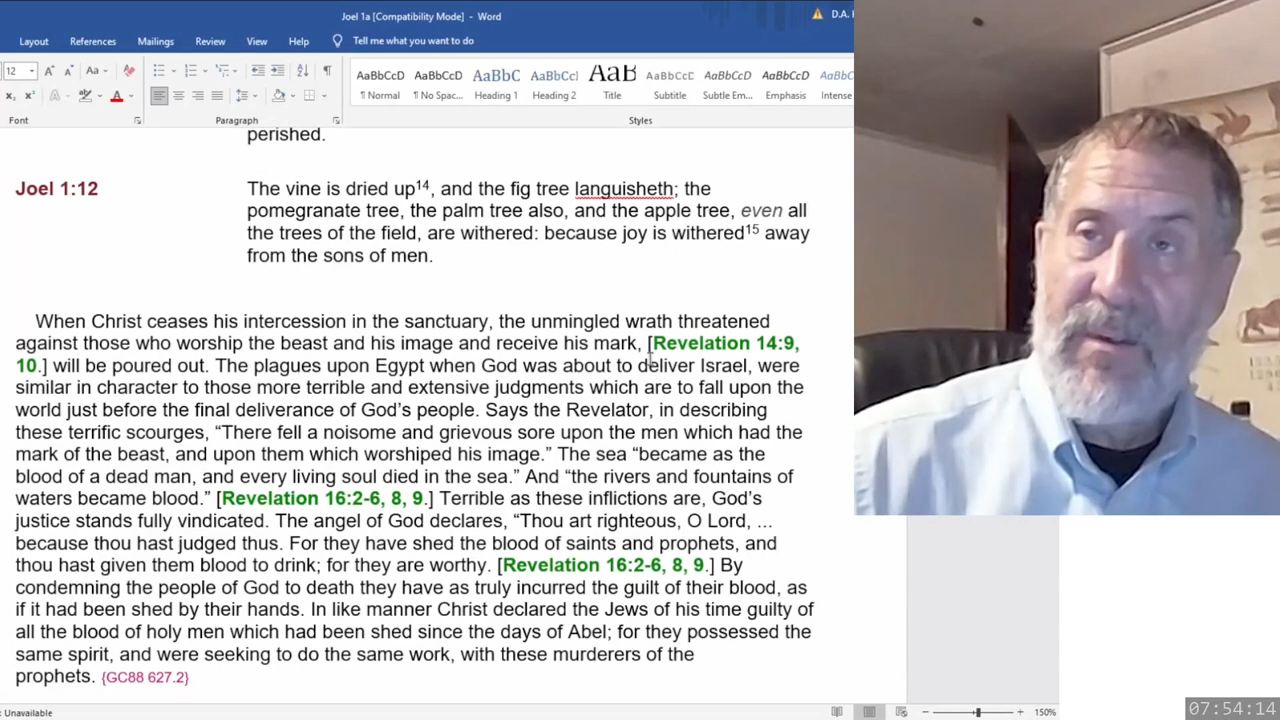 Joel 1a [Compatibility Mode] - Word
D.A.
Layout References Mailings Review View Help Tell me what you want to do
12 Aa
AaBbCcD AaBbCcD AaBbC AaBbCcI AaB AaBbCcD AaBbCcD AaBbCcD AaBbCc
¶ Normal ¶ No Spac... Heading 1 Heading 2 Title Subtitle Subtle Em... Emphasis Intense
Font Paragraph Styles
perished.
Joel 1:12 The vine is dried up14, and the fig tree languisheth; the
pomegranate tree, the palm tree also, and the apple tree, even all
the trees of the field, are withered: because joy is withered15 away
from the sons of men.
When Christ ceases his intercession in the sanctuary, the unmingled wrath threatened
against those who worship the beast and his image and receive his mark, [Revelation 14:9,
10.] will be poured out. The plagues upon Egypt when God was about to deliver Israel, were
similar in character to those more terrible and extensive judgments which are to fall upon the
world just before the final deliverance of God's people. Says the Revelator, in describing
these terrific scourges, “There fell a noisome and grievous sore upon the men which had the
mark of the beast, and upon them which worshiped his image.” The sea “became as the
blood of a dead man, and every living soul died in the sea.” And “the rivers and fountains of
waters became blood.” [Revelation 16:2-6, 8, 9.] Terrible as these inflictions are, God's
justice stands fully vindicated. The angel of God declares, “Thou art righteous, O Lord, ...
because thou hast judged thus. For they have shed the blood of saints and prophets, and
thou hast given them blood to drink; for they are worthy. [Revelation 16:2-6, 8, 9.] By
condemning the people of God to death they have as truly incurred the guilt of their blood, as
if it had been shed by their hands. In like manner Christ declared the Jews of his time guilty of
all the blood of holy men which had been shed since the days of Abel; for they possessed the
same spirit, and were seeking to do the same work, with these murderers of the
prophets. {GC88 627.2}
: Unavailable 150%
07:54:14